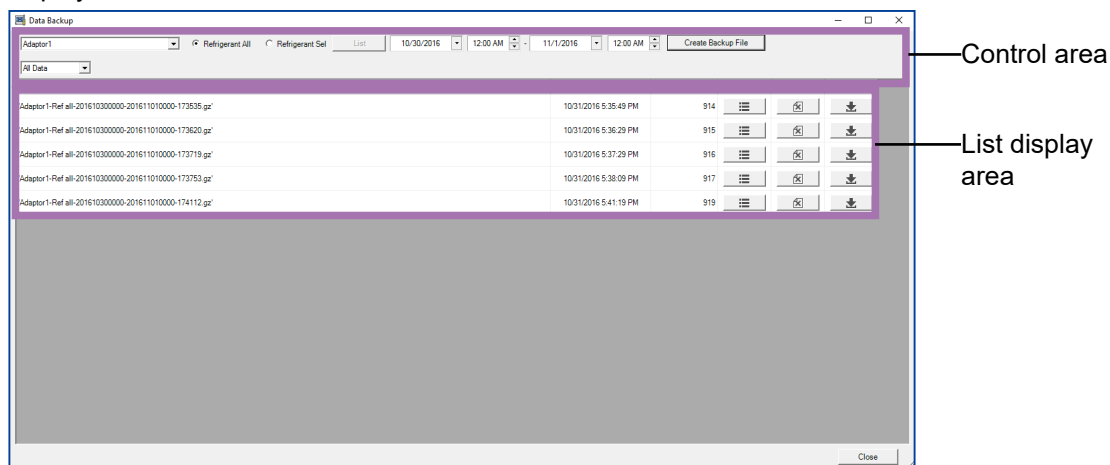 Data Backup
Adaptor1 Refrigerant All Refrigerant Sel List 10/30/2016 12:00 AM - 11/1/2016 12:00 AM Create Backup File
All Data
Control area
'Adaptor1-Ref all-201610300000-201611010000-173535.gz' 10/31/2016 5:35:49 PM 914
'Adaptor1-Ref all-201610300000-201611010000-173620.gz' 10/31/2016 5:36:29 PM 915
'Adaptor1-Ref all-201610300000-201611010000-173719.gz' 10/31/2016 5:37:29 PM 916
'Adaptor1-Ref all-201610300000-201611010000-173753.gz' 10/31/2016 5:38:09 PM 917
'Adaptor1-Ref all-201610300000-201611010000-174112.gz' 10/31/2016 5:41:19 PM 919
List display
area
Close